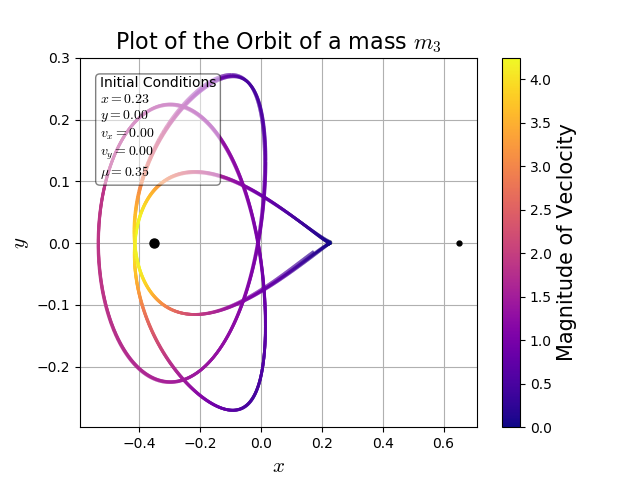 Plot of the Orbit of a mass m₃
Initial Conditions
x = 0.23
y = 0.00
vₓ = 0.00
v_y = 0.00
μ = 0.35
0.3
0.2
0.1
0.0
−0.1
−0.2
y
−0.4
−0.2
0.0
0.2
0.4
0.6
x
4.0
3.5
3.0
2.5
2.0
1.5
1.0
0.5
0.0
Magnitude of Veclocity